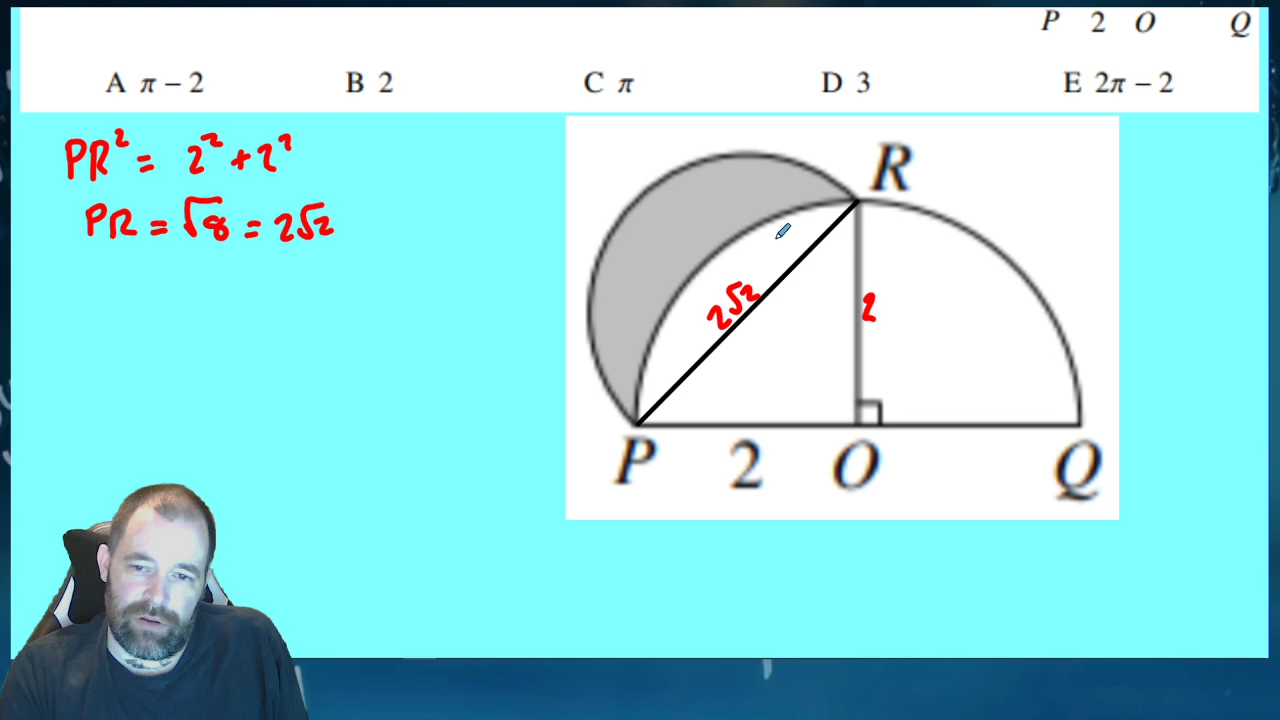 P 2 O Q
A π – 2 B 2 C π D 3 E 2π – 2
PR² = 2² + 2²
PR = √8 = 2√2
R
2√2
2
P 2 O Q